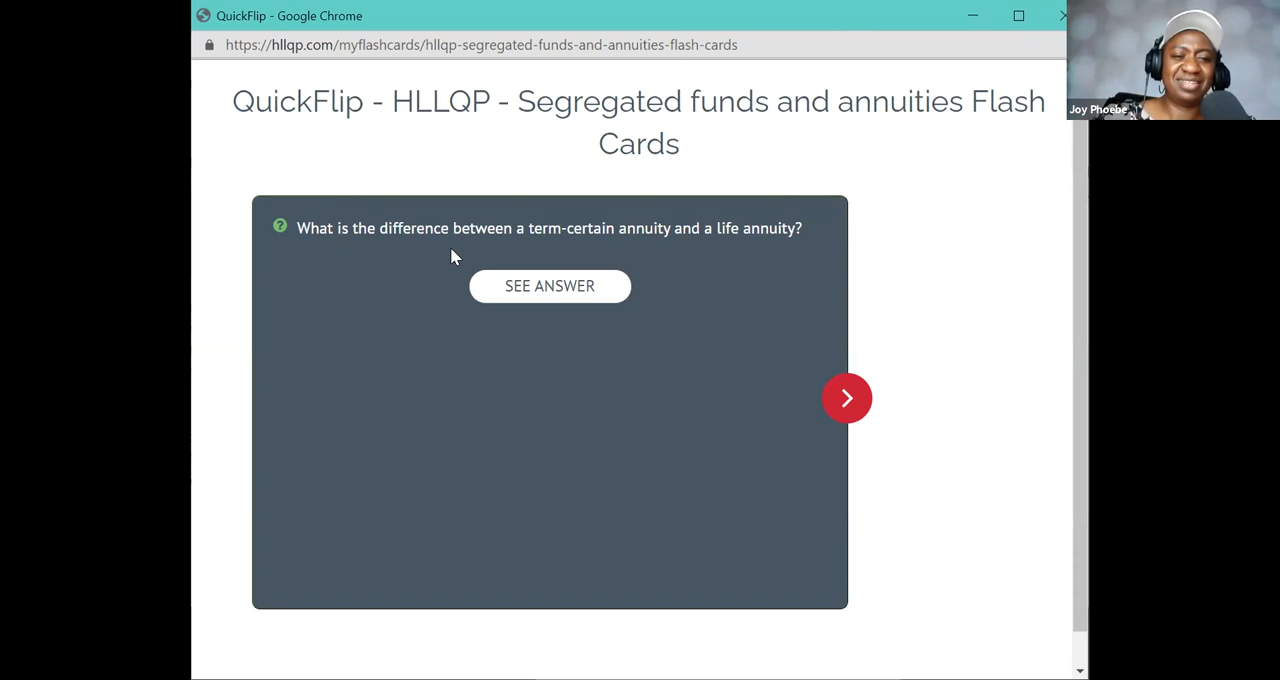 QuickFlip - Google Chrome
https://hllqp.com/myflashcards/hllqp-segregated-funds-and-annuities-flash-cards
Joy Phoebe
QuickFlip - HLLQP - Segregated funds and annuities Flash
Cards
What is the difference between a term-certain annuity and a life annuity?
SEE ANSWER